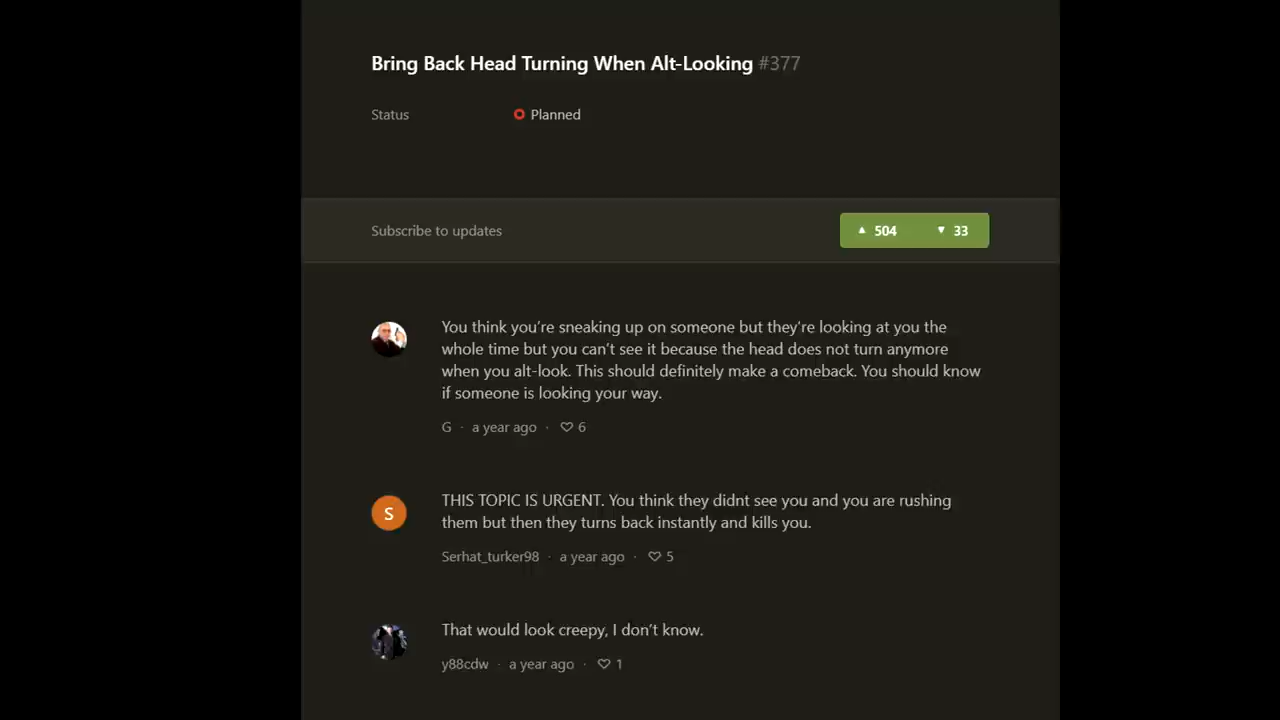 Bring Back Head Turning When Alt-Looking #377
Status Planned
Subscribe to updates ▲ 504 ▼ 33
You think you're sneaking up on someone but they're looking at you the
whole time but you can't see it because the head does not turn anymore
when you alt-look. This should definitely make a comeback. You should know
if someone is looking your way.
G · a year ago · ♡ 6
S
THIS TOPIC IS URGENT. You think they didnt see you and you are rushing
them but then they turns back instantly and kills you.
Serhat_turker98 · a year ago · ♡ 5
That would look creepy, I don't know.
y88cdw · a year ago · ♡ 1